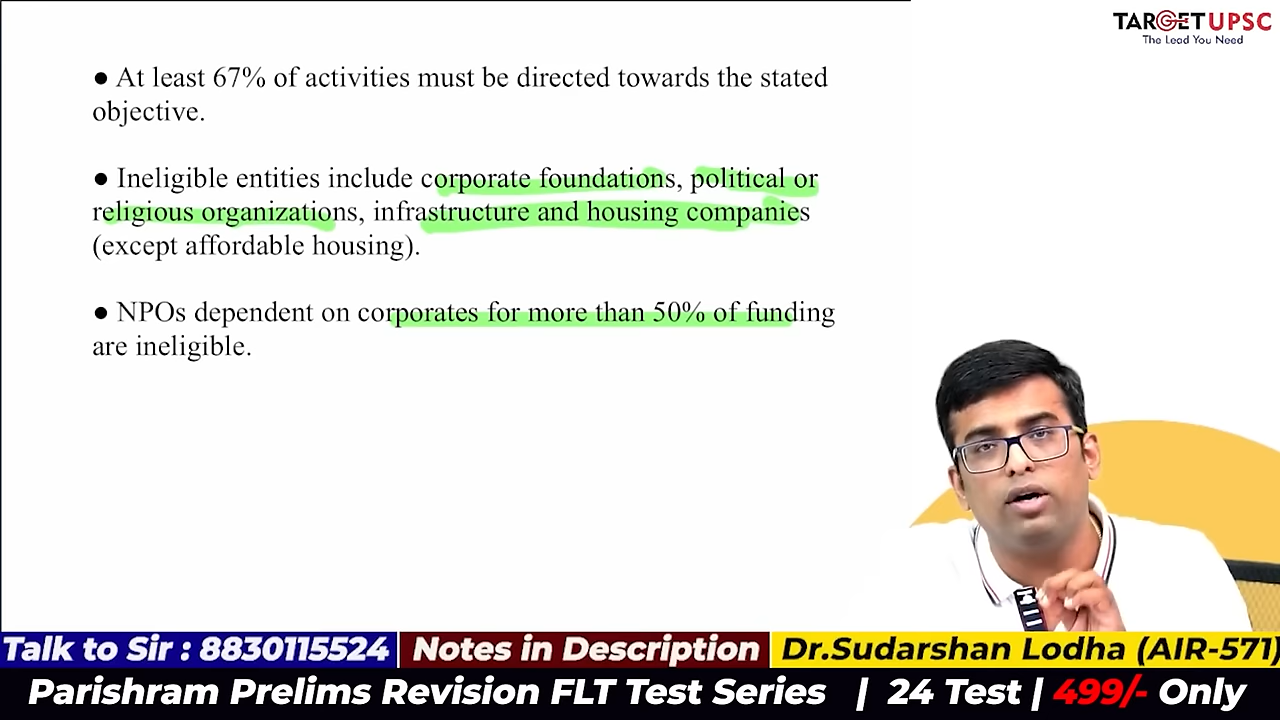 TARGET UPSC
The Lead You Need
● At least 67% of activities must be directed towards the stated
objective.
● Ineligible entities include corporate foundations, political or
religious organizations, infrastructure and housing companies
(except affordable housing).
● NPOs dependent on corporates for more than 50% of funding
are ineligible.
Talk to Sir : 8830115524
Notes in Description
Dr.Sudarshan Lodha (AIR-571)
Parishram Prelims Revision FLT Test Series | 24 Test | 499/- Only